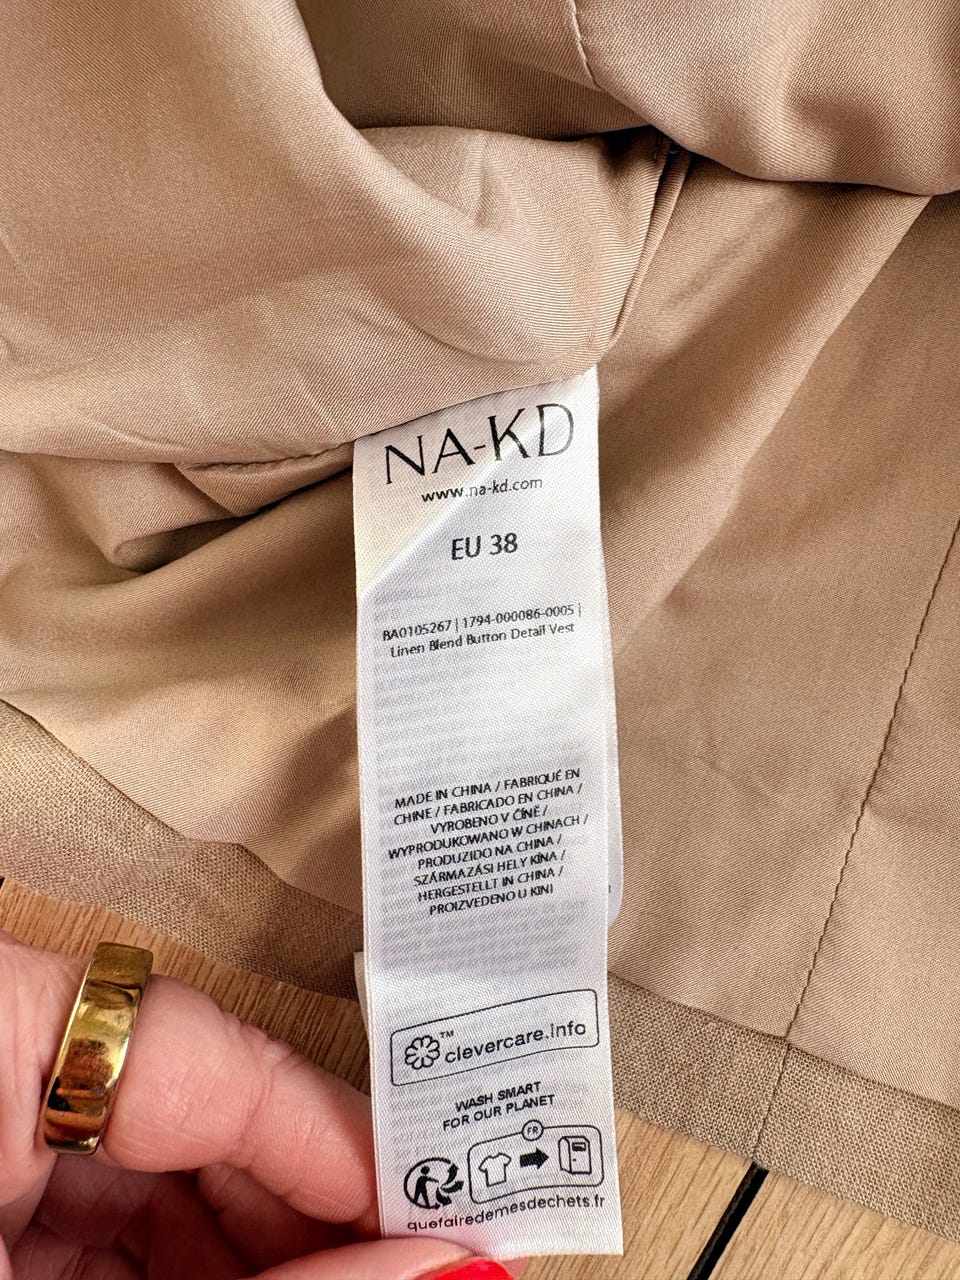 NA-KD
www.na-kd.com
EU 38
BA0105267 | 1794-000086-0005 |
Linen Blend Button Detail Vest
MADE IN CHINA / FABRIQUÉ EN
CHINE / FABRICADO EN CHINA /
VYROBENO V ČÍNĚ /
WYPRODUKOWANO W CHINACH /
PRODUZIDO NA CHINA /
SZÁRMAZÁSI HELY KÍNA /
HERGESTELLT IN CHINA /
PROIZVEDENO U KINI
™ clevercare.info
WASH SMART
FOR OUR PLANET
FR
quefairedemesdechets.fr